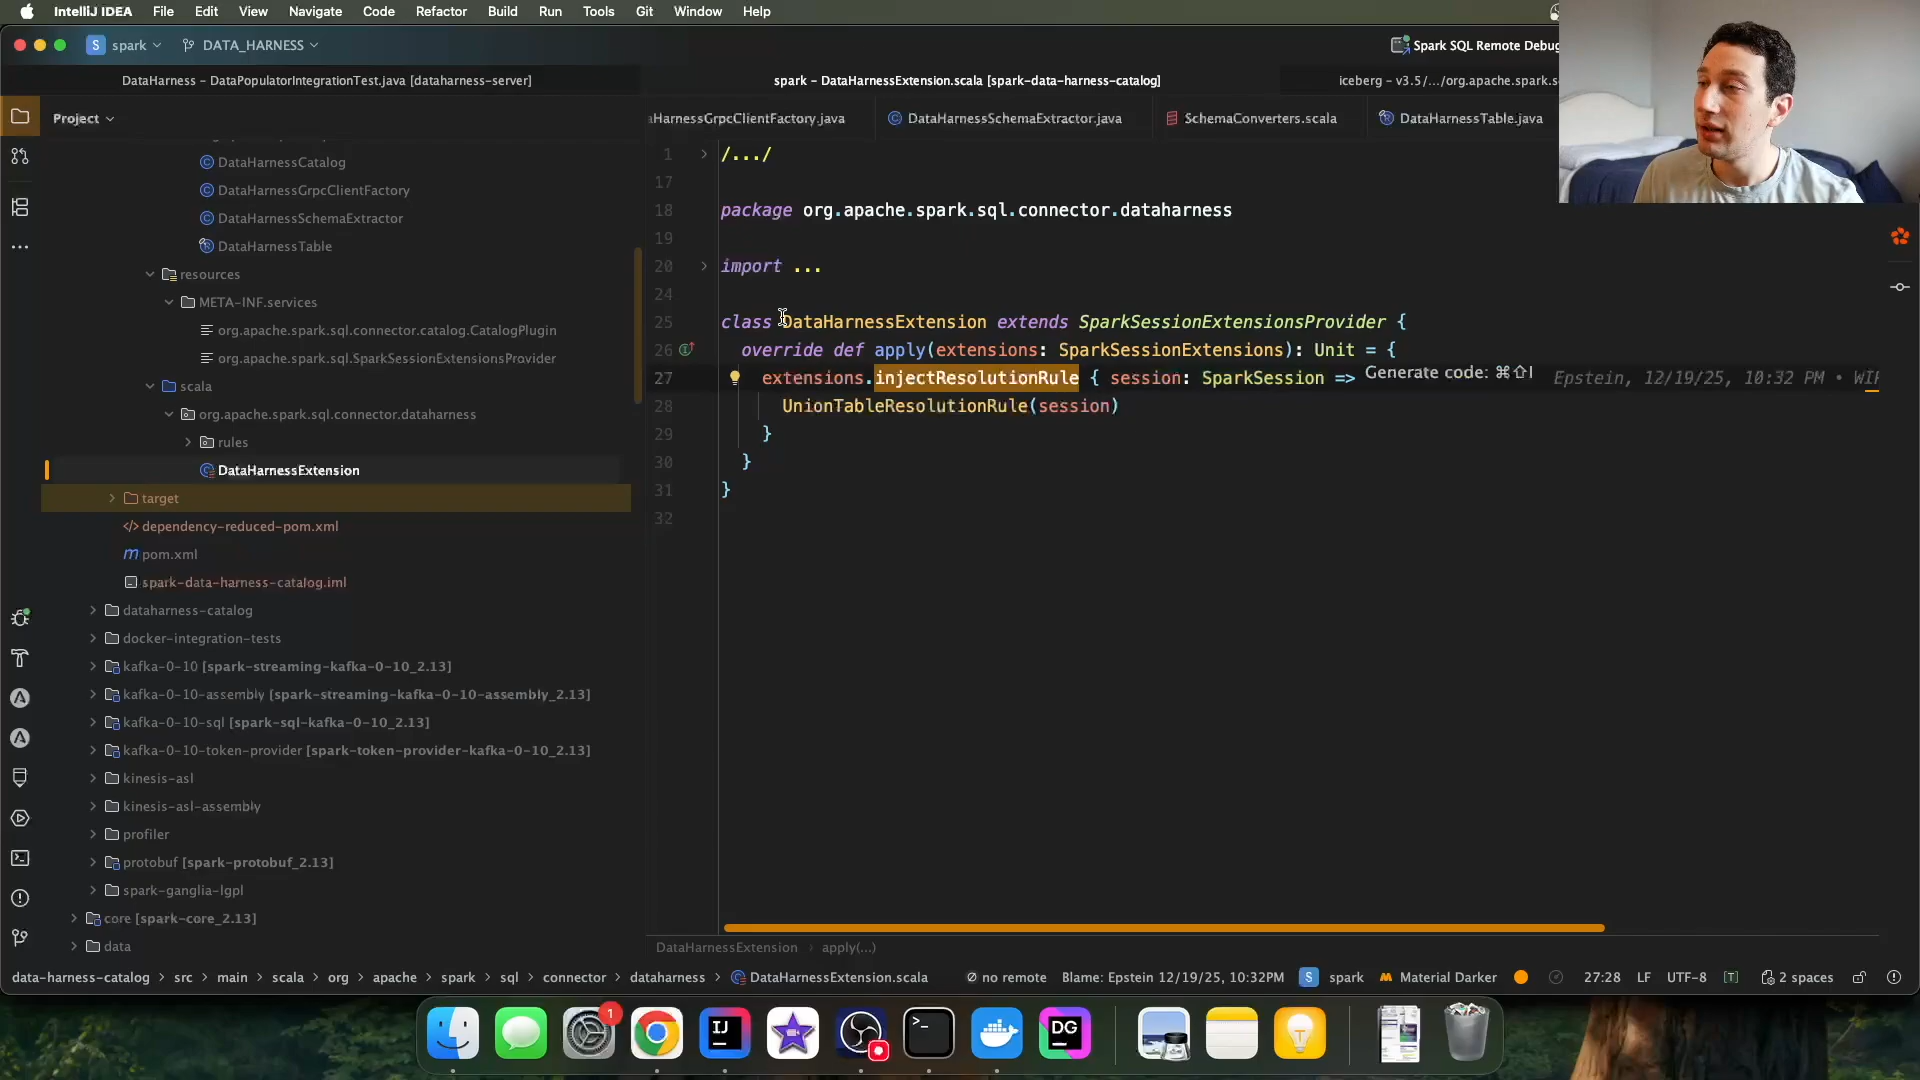 IntelliJ IDEA File Edit View Navigate Code Refactor Build Run Tools Git Window Help
S spark DATA_HARNESS Spark SQL Remote Debug
DataHarness – DataPopulatorIntegrationTest.java [dataharness-server] spark – DataHarnessExtension.scala [spark-data-harness-catalog] iceberg – v3.5/.../org.apache.spark.s
Project
aHarnessGrpcClientFactory.java DataHarnessSchemaExtractor.java SchemaConverters.scala DataHarnessTable.java
DataHarnessCatalog
DataHarnessGrpcClientFactory
DataHarnessSchemaExtractor
DataHarnessTable
resources
META-INF.services
org.apache.spark.sql.connector.catalog.CatalogPlugin
org.apache.spark.sql.SparkSessionExtensionsProvider
scala
org.apache.spark.sql.connector.dataharness
rules
DataHarnessExtension
target
dependency-reduced-pom.xml
pom.xml
spark-data-harness-catalog.iml
dataharness-catalog
docker-integration-tests
kafka-0-10 [spark-streaming-kafka-0-10_2.13]
kafka-0-10-assembly [spark-streaming-kafka-0-10-assembly_2.13]
kafka-0-10-sql [spark-sql-kafka-0-10_2.13]
kafka-0-10-token-provider [spark-token-provider-kafka-0-10_2.13]
kinesis-asl
kinesis-asl-assembly
profiler
protobuf [spark-protobuf_2.13]
spark-ganglia-lgpl
core [spark-core_2.13]
data
1 /.../
17
18 package org.apache.spark.sql.connector.dataharness
19
20 import ...
24
25 class DataHarnessExtension extends SparkSessionExtensionsProvider {
26 override def apply(extensions: SparkSessionExtensions): Unit = {
27 extensions.injectResolutionRule { session: SparkSession => Generate code: ⌘⇧I Epstein, 12/19/25, 10:32 PM • WIP
28 UnionTableResolutionRule(session)
29 }
30 }
31 }
32
DataHarnessExtension › apply(...)
data-harness-catalog › src › main › scala › org › apache › spark › sql › connector › dataharness › DataHarnessExtension.scala no remote Blame: Epstein 12/19/25, 10:32PM S spark Material Darker 27:28 LF UTF-8 [T] 2 spaces
1
IJ
>_
DG